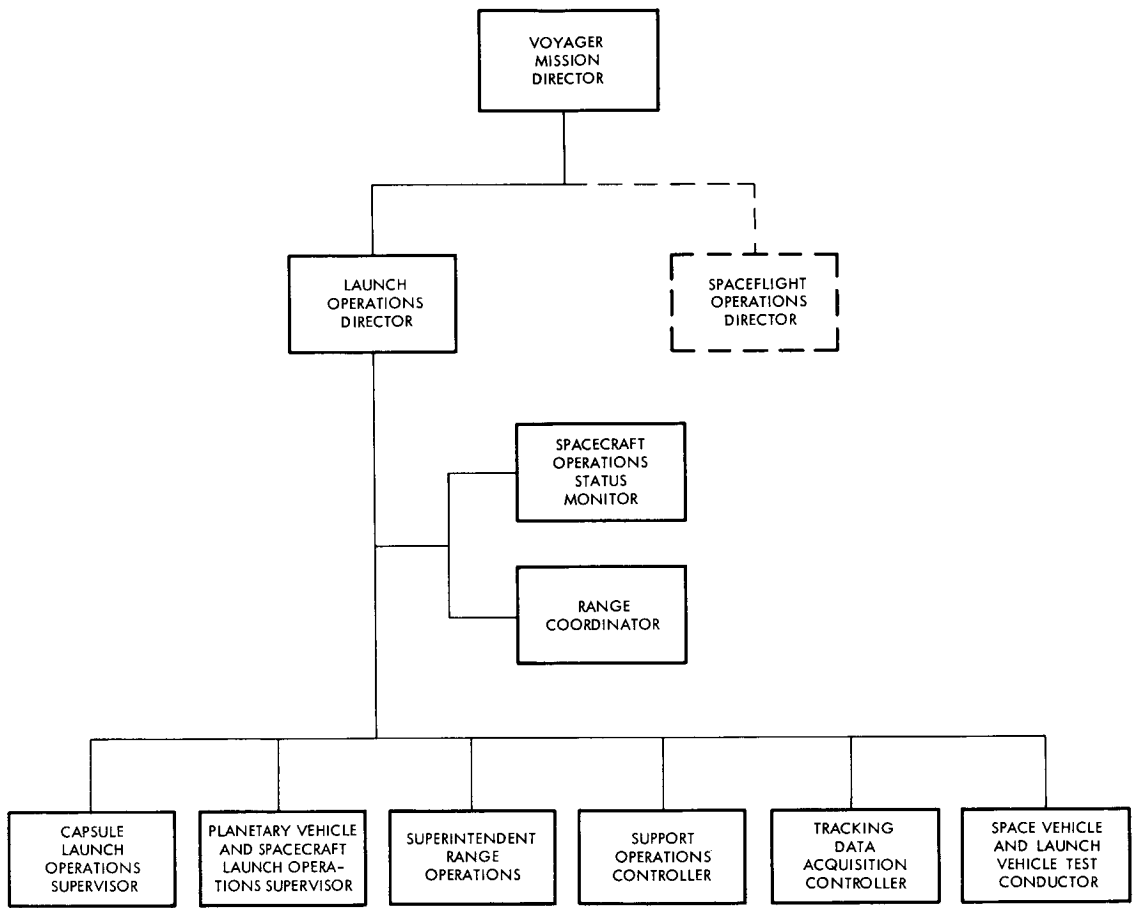 VOYAGER
MISSION
DIRECTOR
LAUNCH
OPERATIONS
DIRECTOR
SPACEFLIGHT
OPERATIONS
DIRECTOR
SPACECRAFT
OPERATIONS
STATUS
MONITOR
RANGE
COORDINATOR
CAPSULE
LAUNCH
OPERATIONS
SUPERVISOR
PLANETARY VEHICLE
AND SPACECRAFT
LAUNCH OPERA-
TIONS SUPERVISOR
SUPERINTENDENT
RANGE
OPERATIONS
SUPPORT
OPERATIONS
CONTROLLER
TRACKING
DATA
ACQUISITION
CONTROLLER
SPACE VEHICLE
AND LAUNCH
VEHICLE TEST
CONDUCTOR